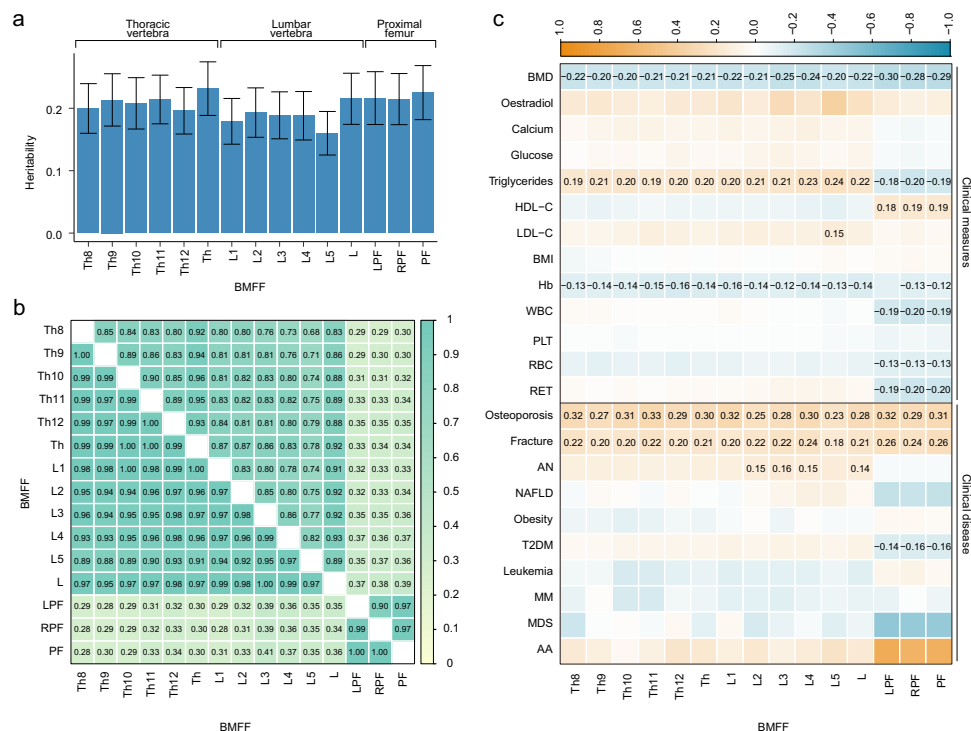 a
Thoracic vertebra
Lumbar vertebra
Proximal femur
Heritability
0.2
0.1
0.0
Th8 Th9 Th10 Th11 Th12 Th L1 L2 L3 L4 L5 L LPF RPF PF
BMFF
b
BMFF
Th8 0.85 0.84 0.83 0.80 0.92 0.80 0.80 0.76 0.73 0.68 0.83 0.29 0.29 0.30
Th9 1.00 0.89 0.86 0.83 0.94 0.81 0.81 0.81 0.76 0.71 0.86 0.29 0.30 0.30
Th10 0.99 0.99 0.90 0.85 0.96 0.81 0.82 0.83 0.80 0.74 0.88 0.31 0.31 0.32
Th11 0.99 0.97 0.99 0.89 0.95 0.83 0.81 0.83 0.80 0.75 0.88 0.33 0.33 0.34
Th12 0.99 0.97 0.99 1.00 0.93 0.84 0.81 0.83 0.80 0.74 0.88 0.35 0.33 0.35
Th 0.99 0.99 1.00 1.00 0.99 0.87 0.87 0.86 0.83 0.78 0.92 0.33 0.34 0.34
L1 0.98 0.98 1.00 0.98 0.99 1.00 0.83 0.80 0.78 0.74 0.91 0.32 0.33 0.33
L2 0.95 0.94 0.94 0.96 0.97 0.96 0.97 0.85 0.80 0.75 0.92 0.32 0.33 0.34
L3 0.96 0.94 0.95 0.95 0.98 0.97 0.97 0.98 0.86 0.77 0.92 0.35 0.35 0.35
L4 0.93 0.93 0.95 0.96 0.98 0.96 0.97 0.96 0.99 0.82 0.93 0.37 0.36 0.37
L5 0.89 0.88 0.89 0.90 0.93 0.91 0.94 0.92 0.95 0.97 0.89 0.35 0.37 0.36
L 0.97 0.95 0.97 0.97 0.98 0.97 0.99 0.98 1.00 0.99 0.97 0.37 0.38 0.39
LPF 0.29 0.28 0.29 0.31 0.32 0.30 0.29 0.32 0.39 0.36 0.35 0.35 0.90 0.97
RPF 0.28 0.29 0.29 0.32 0.33 0.30 0.28 0.31 0.39 0.36 0.35 0.34 0.99 0.97
PF 0.28 0.30 0.29 0.33 0.34 0.31 0.31 0.33 0.41 0.37 0.35 0.36 1.00 1.00
Th8 Th9 Th10 Th11 Th12 Th L1 L2 L3 L4 L5 L LPF RPF PF
BMFF
1
0.9
0.8
0.7
0.6
0.5
0.4
0.3
0.2
0.1
0
c
1.0 0.8 0.6 0.4 0.2 0.0 −0.2 −0.4 −0.6 −0.8 −1.0
BMD −0.22 −0.20 −0.20 −0.21 −0.21 −0.21 −0.22 −0.21 −0.25 −0.24 −0.20 −0.22 −0.30 −0.28 −0.29
Oestradiol
Calcium
Glucose
Triglycerides 0.19 0.21 0.20 0.19 0.20 0.20 0.20 0.21 0.21 0.23 0.24 0.22 −0.18 −0.20 −0.19
HDL−C 0.18 0.19 0.19
LDL−C 0.15
BMI
Hb −0.13 −0.14 −0.14 −0.15 −0.16 −0.14 −0.16 −0.14 −0.12 −0.14 −0.13 −0.14 −0.13 −0.12
WBC −0.19 −0.20 −0.19
PLT
RBC −0.13 −0.13 −0.13
RET −0.19 −0.20 −0.20
Clinical measures
Osteoporosis 0.32 0.27 0.31 0.33 0.29 0.30 0.32 0.25 0.28 0.30 0.23 0.28 0.32 0.29 0.31
Fracture 0.22 0.20 0.20 0.22 0.20 0.21 0.20 0.22 0.22 0.24 0.18 0.21 0.26 0.24 0.26
AN 0.15 0.16 0.15 0.14
NAFLD
Obesity
T2DM −0.14 −0.16 −0.16
Leukemia
MM
MDS
AA
Clinical disease
Th8 Th9 Th10 Th11 Th12 Th L1 L2 L3 L4 L5 L LPF RPF PF
BMFF